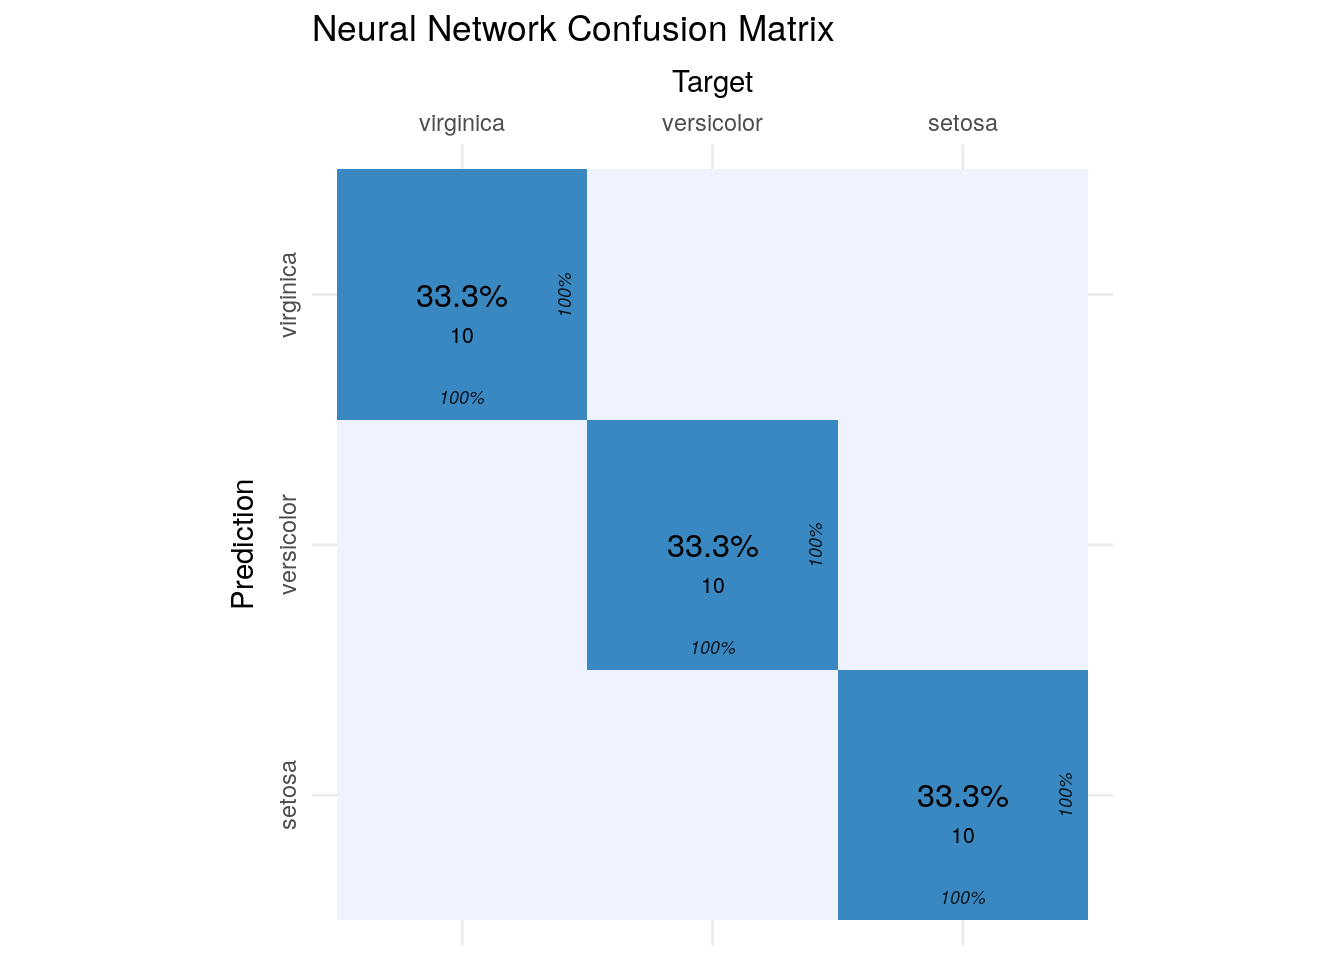 Neural Network Confusion Matrix
Target
virginica versicolor setosa
Prediction
virginica
33.3%
10
100%
100%
versicolor
33.3%
10
100%
100%
setosa
33.3%
10
100%
100%